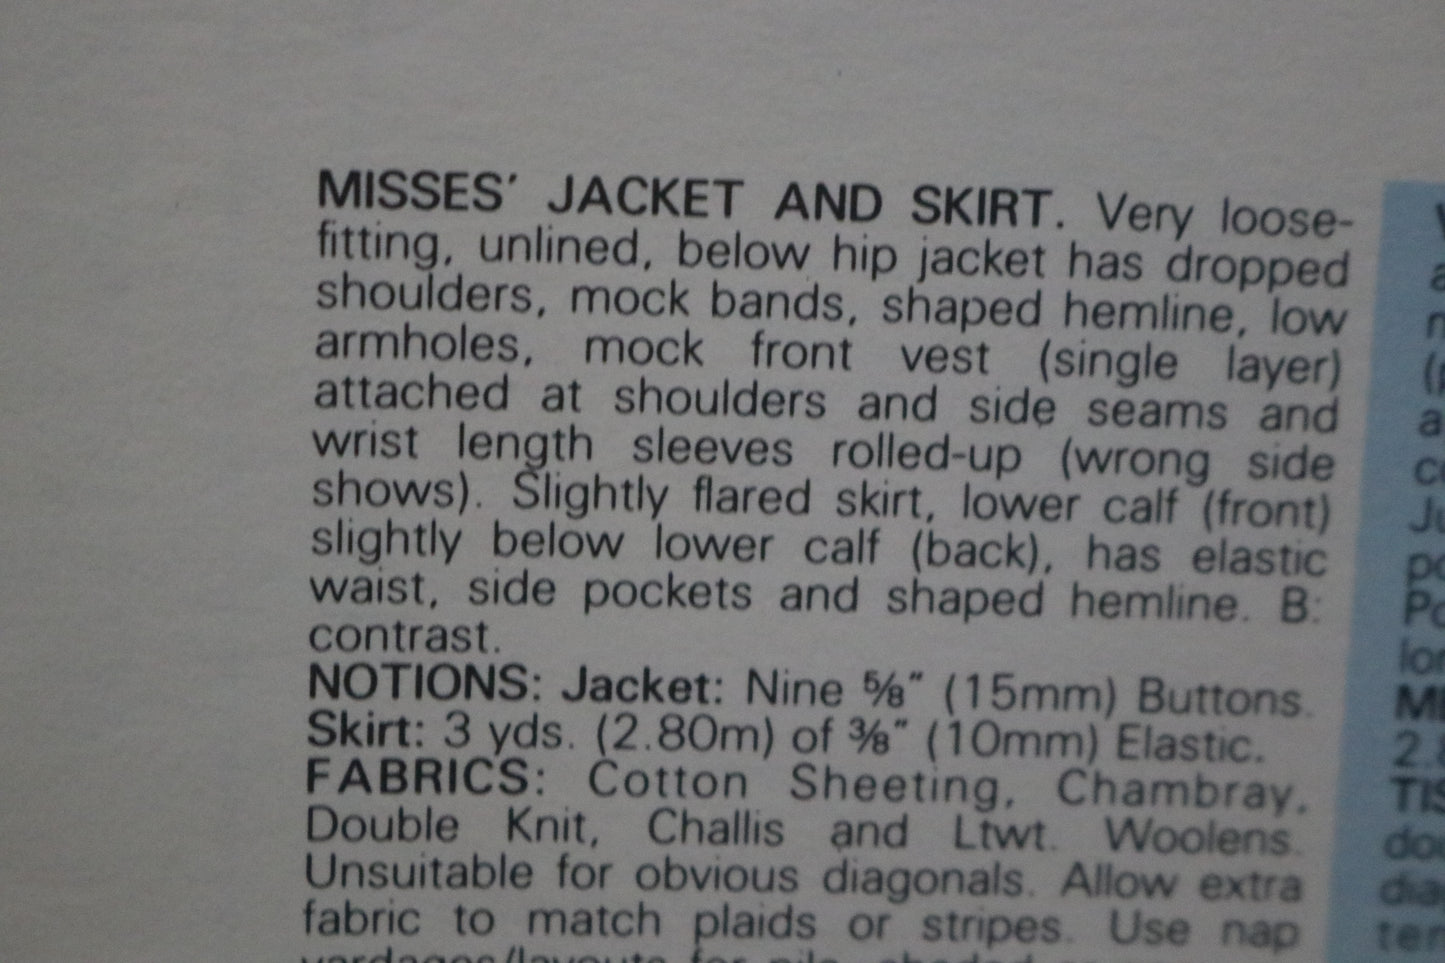 MISSES' JACKET AND SKIRT. Very loose-
fitting, unlined, below hip jacket has dropped
shoulders, mock bands, shaped hemline, low
armholes, mock front vest (single layer)
attached at shoulders and side seams and
wrist length sleeves rolled-up (wrong side
shows). Slightly flared skirt, lower calf (front)
slightly below lower calf (back), has elastic
waist, side pockets and shaped hemline. B:
contrast.
NOTIONS: Jacket: Nine ⅝" (15mm) Buttons.
Skirt: 3 yds. (2.80m) of ⅜" (10mm) Elastic.
FABRICS: Cotton Sheeting, Chambray,
Double Knit, Challis and Ltwt. Woolens.
Unsuitable for obvious diagonals. Allow extra
fabric to match plaids or stripes. Use nap
yardages/layouts for pile, shaded